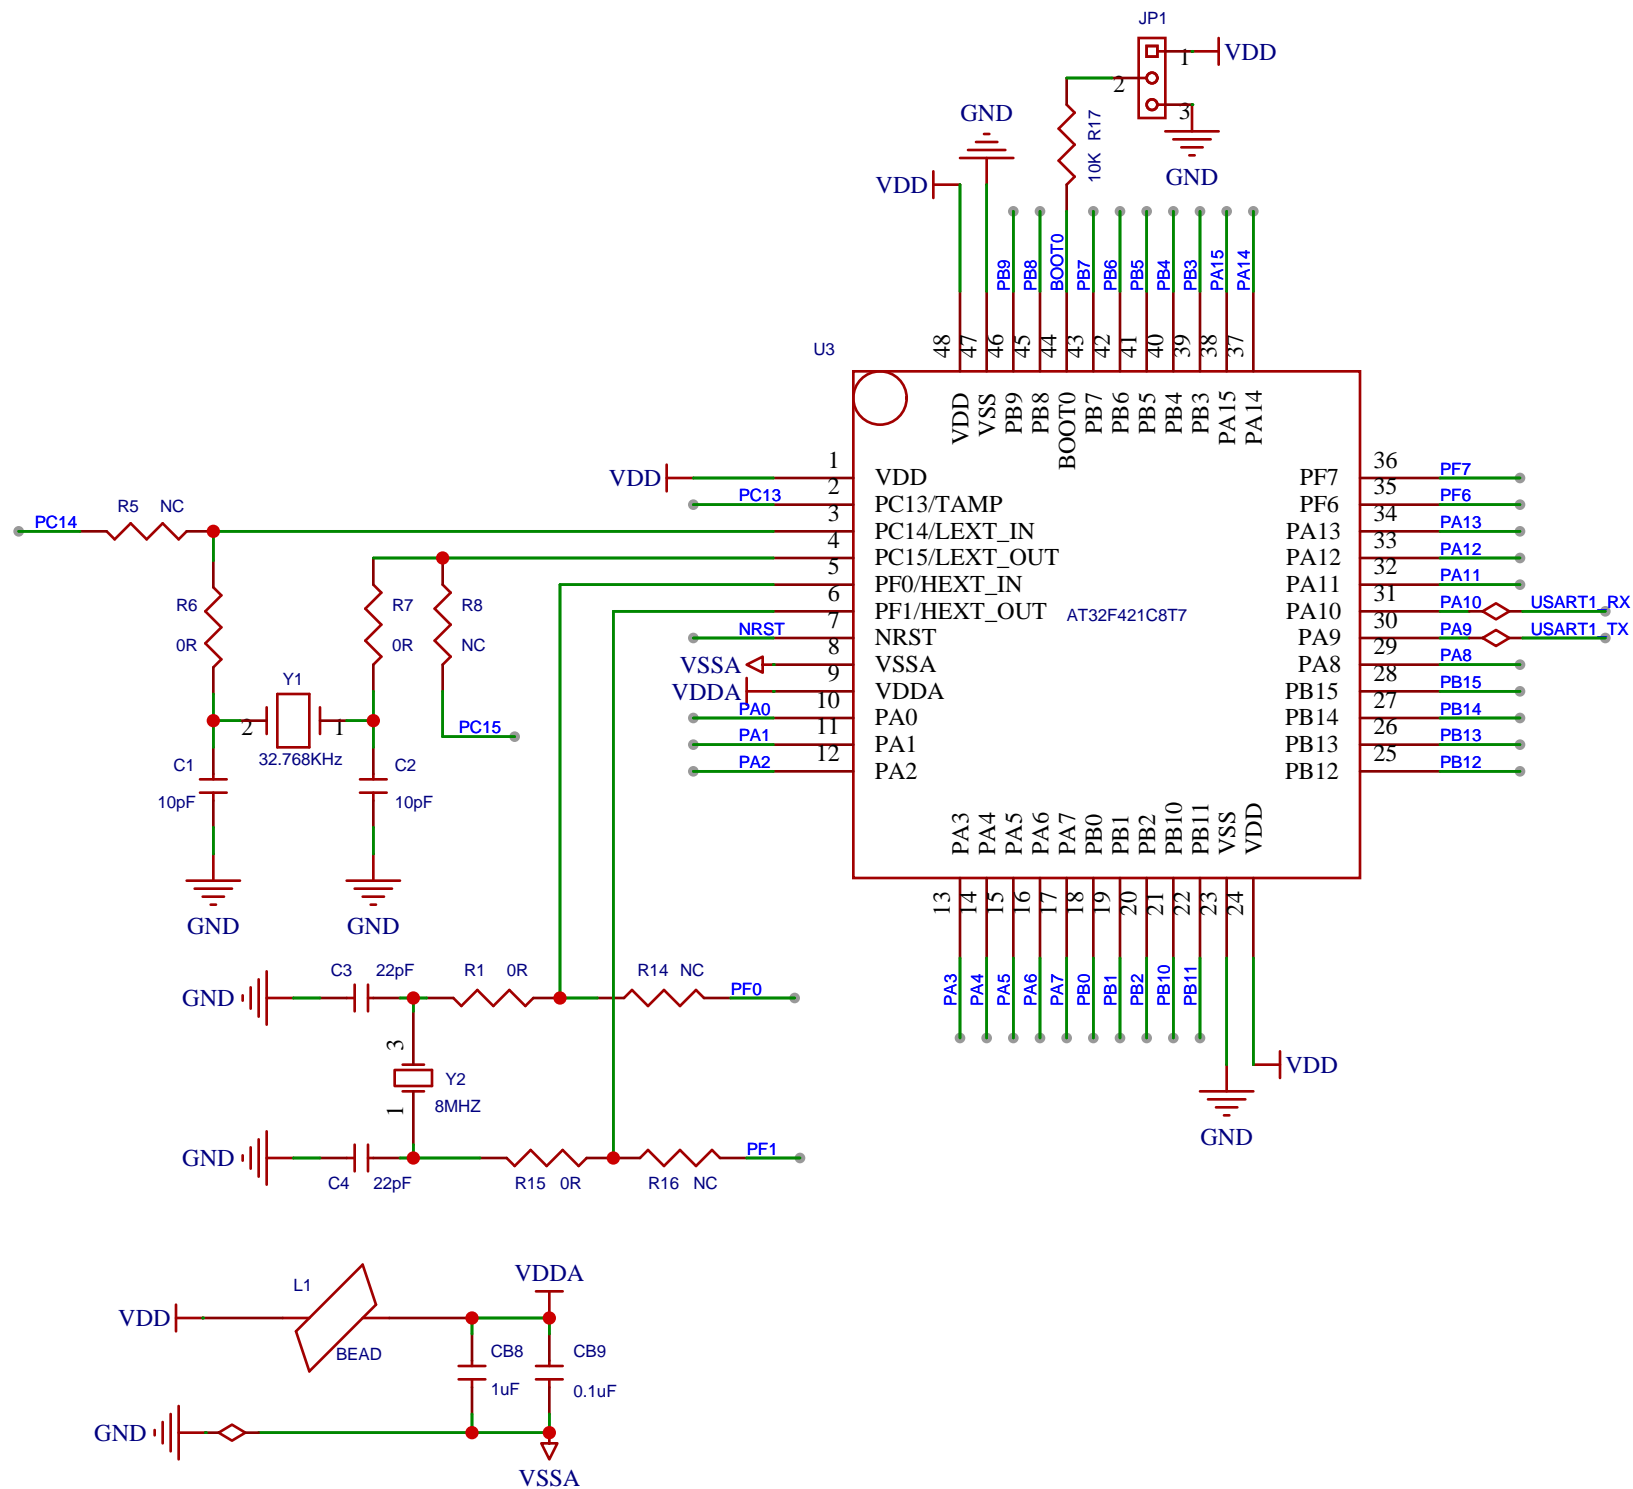 JP1
1
VDD
2
3
GND
GND
10K R17
VDD
PB9
PB8
BOOT0
PB7
PB6
PB5
PB4
PB3
PA15
PA14
48
47
46
45
44
43
42
41
40
39
38
37
U3
VDD
VSS
PB9
PB8
BOOT0
PB7
PB6
PB5
PB4
PB3
PA15
PA14
VDD 1 VDD
PC13 2 PC13/TAMP
PC14 R5 NC 3 PC14/LEXT_IN
4 PC15/LEXT_OUT
5 PF0/HEXT_IN
6 PF1/HEXT_OUT
NRST 7 NRST
VSSA 8 VSSA
VDDA 9 VDDA
PA0 10 PA0
PA1 11 PA1
PA2 12 PA2
AT32F421C8T7
PF7 36 PF7
PF6 35 PF6
PA13 34 PA13
PA12 33 PA12
PA11 32 PA11
PA10 31 PA10 USART1_RX
PA9 30 PA9 USART1_TX
PA8 29 PA8
PB15 28 PB15
PB14 27 PB14
PB13 26 PB13
PB12 25 PB12
R6
0R
R7
0R
R8
NC
PC15
Y1
2
1
32.768KHz
C1
10pF
C2
10pF
GND
GND
PA3
PA4
PA5
PA6
PA7
PB0
PB1
PB2
PB10
PB11
VSS
VDD
13
14
15
16
17
18
19
20
21
22
23
24
PA3
PA4
PA5
PA6
PA7
PB0
PB1
PB2
PB10
PB11
VDD
GND
C3 22pF
R1 0R
R14 NC
GND
PF0
3
Y2
8MHZ
1
GND
PF1
C4 22pF
R15 0R
R16 NC
VDDA
L1
VDD
BEAD
CB8
1uF
CB9
0.1uF
GND
VSSA